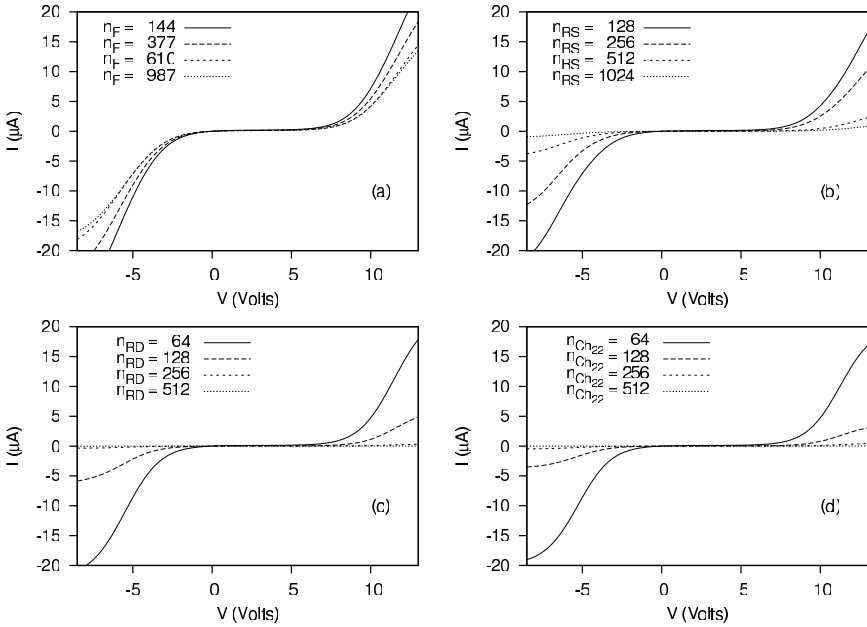 n_F = 144
n_F = 377
n_F = 610
n_F = 987
20
15
10
5
0
-5
-10
-15
-20
I (μA)
(a)
-5 0 5 10
V (Volts)
n_RS = 128
n_RS = 256
n_RS = 512
n_RS = 1024
20
15
10
5
0
-5
-10
-15
-20
I (μA)
(b)
-5 0 5 10
V (Volts)
n_RD = 64
n_RD = 128
n_RD = 256
n_RD = 512
20
15
10
5
0
-5
-10
-15
-20
I (μA)
(c)
-5 0 5 10
V (Volts)
n_Ch22 = 64
n_Ch22 = 128
n_Ch22 = 256
n_Ch22 = 512
20
15
10
5
0
-5
-10
-15
-20
I (μA)
(d)
-5 0 5 10
V (Volts)